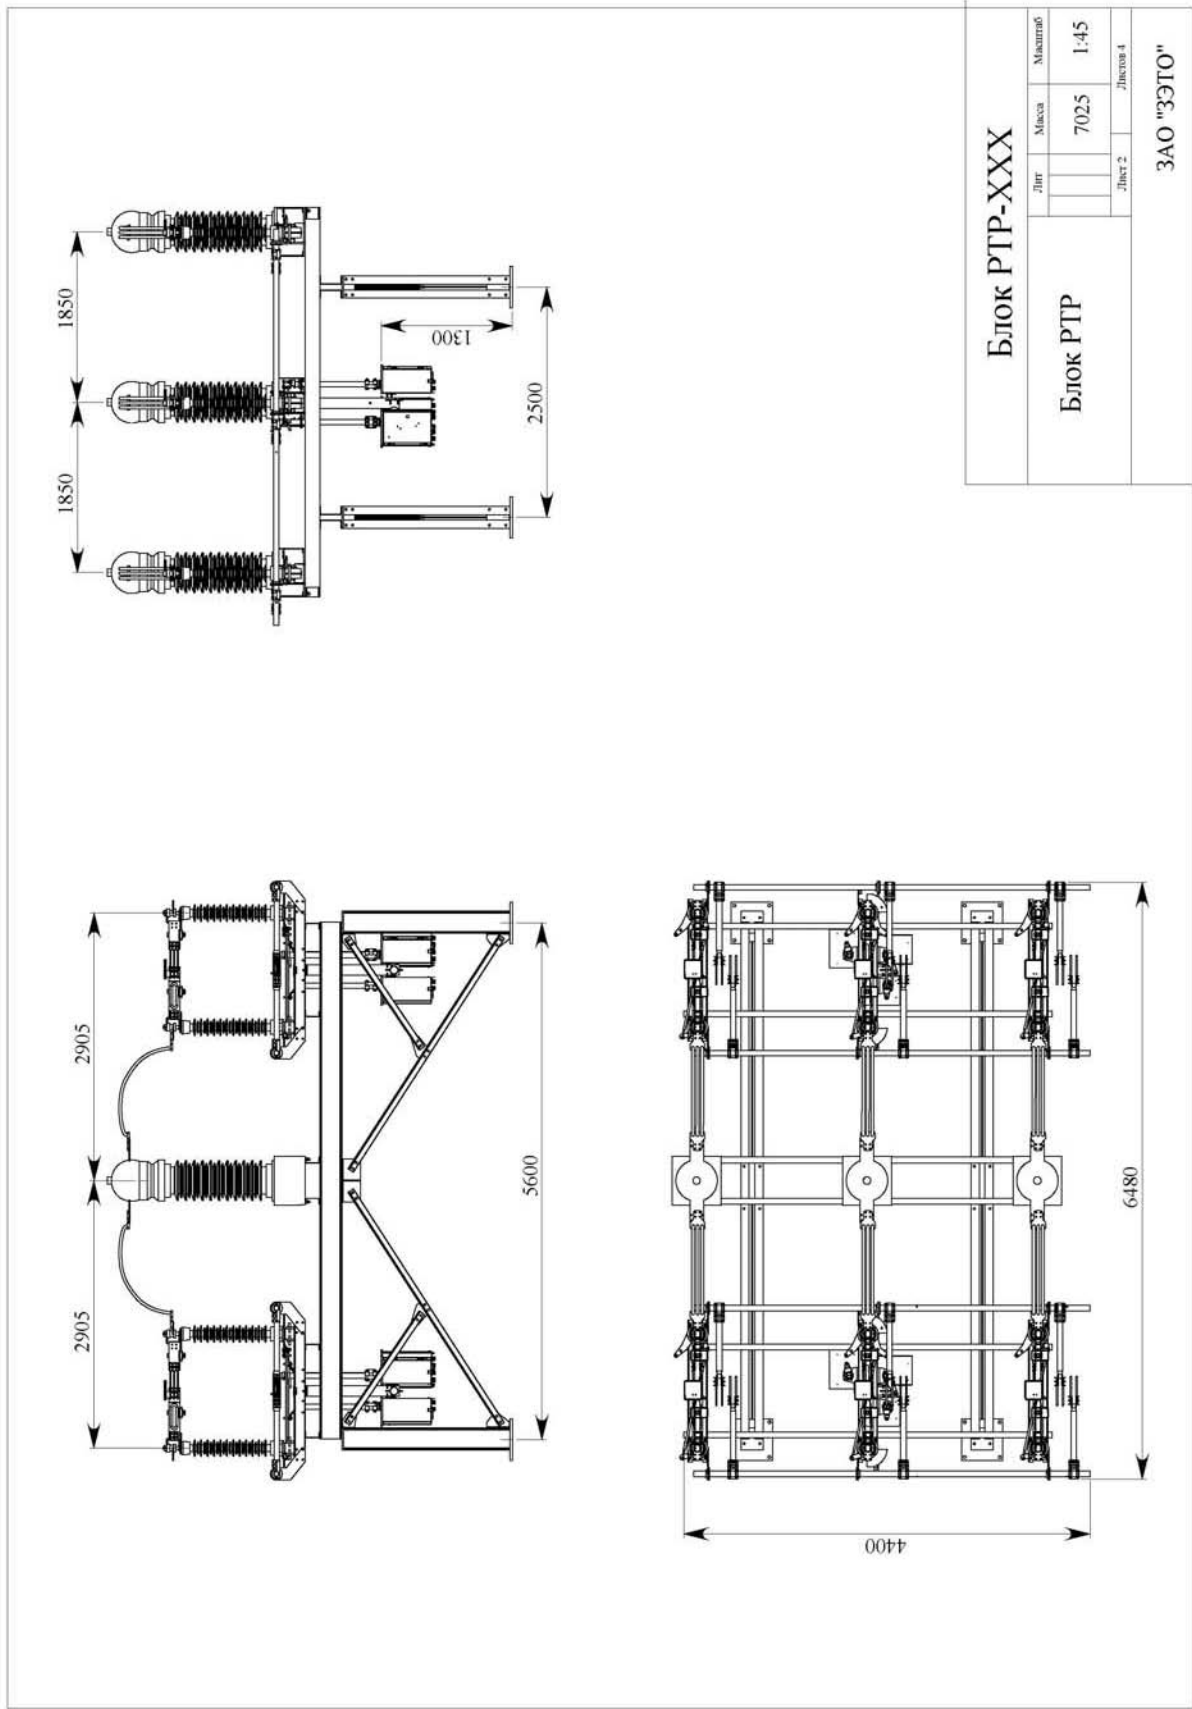 2905
2905
5600
1850
1850
1300
2500
4400
6480
Блок РТР-XXX
Блок РТР
Лит
Масса
Масштаб
7025
1:45
Лист 2
Листов 4
ЗАО "ЗЭТО"